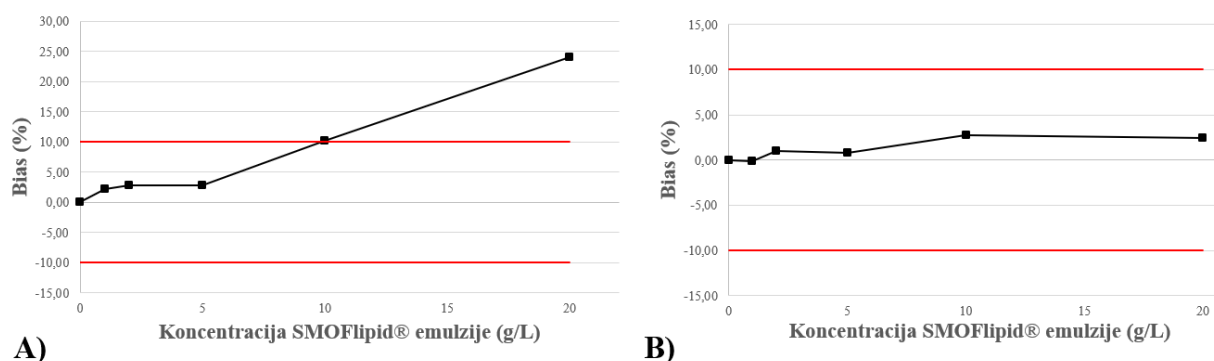 30,00
25,00
20,00
15,00
10,00
5,00
0,00
-5,00
-10,00
-15,00
Bias (%)
0 5 10 15 20
Koncentracija SMOFlipid® emulzije (g/L)
A)
15,00
10,00
5,00
0,00
-5,00
-10,00
-15,00
Bias (%)
0 5 10 15 20
Koncentracija SMOFlipid® emulzije (g/L)
B)